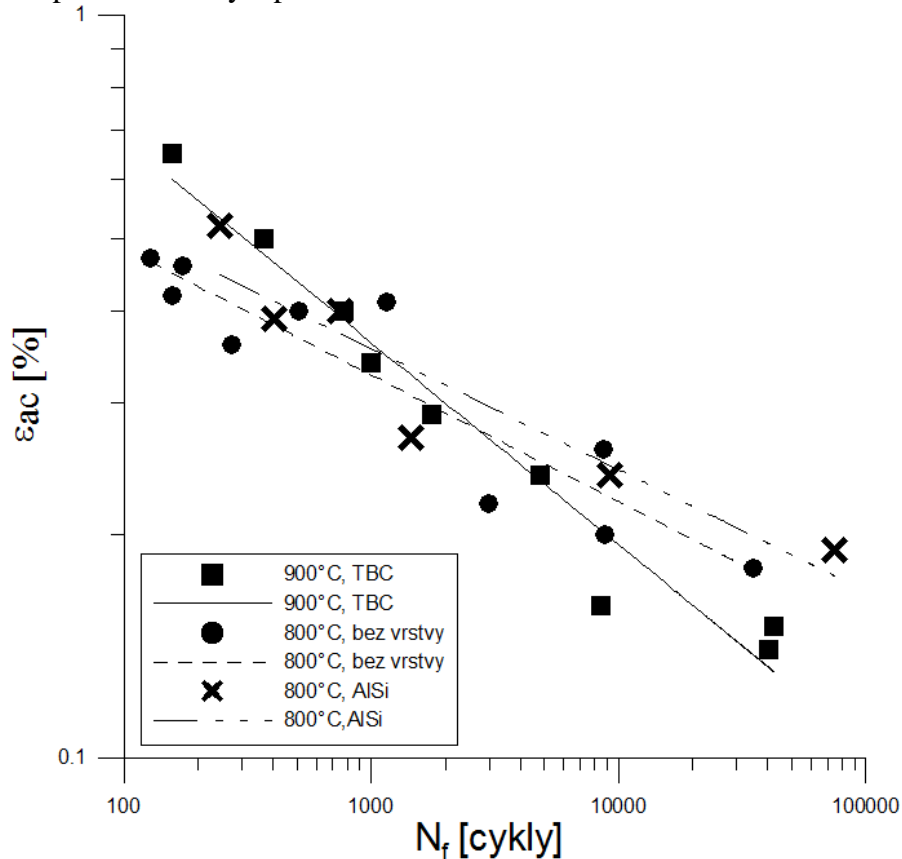 1
εac [%]
900°C, TBC
900°C, TBC
800°C, bez vrstvy
800°C, bez vrstvy
800°C, AlSi
800°C,AlSi
0.1
100 1000 10000 100000
Nf [cykly]